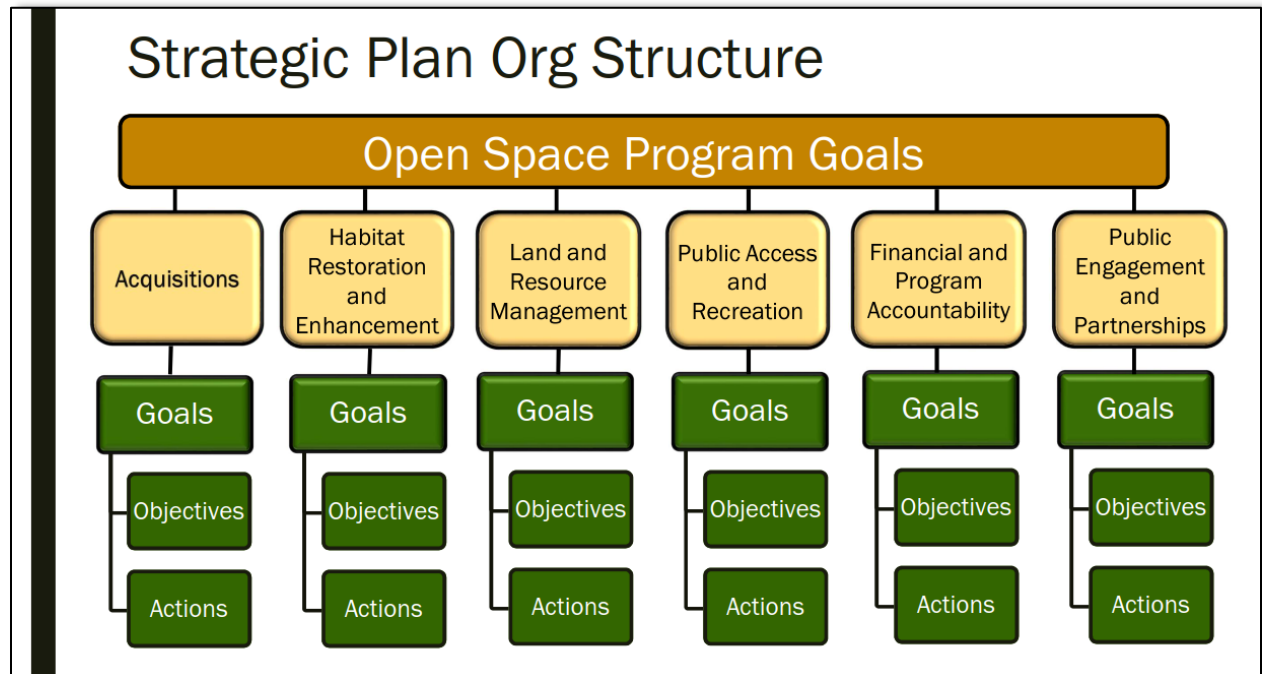 Strategic Plan Org Structure
Open Space Program Goals
Acquisitions
Habitat
Restoration
and
Enhancement
Land and
Resource
Management
Public Access
and
Recreation
Financial and
Program
Accountability
Public
Engagement
and
Partnerships
Goals
Goals
Goals
Goals
Goals
Goals
Objectives
Objectives
Objectives
Objectives
Objectives
Objectives
Actions
Actions
Actions
Actions
Actions
Actions